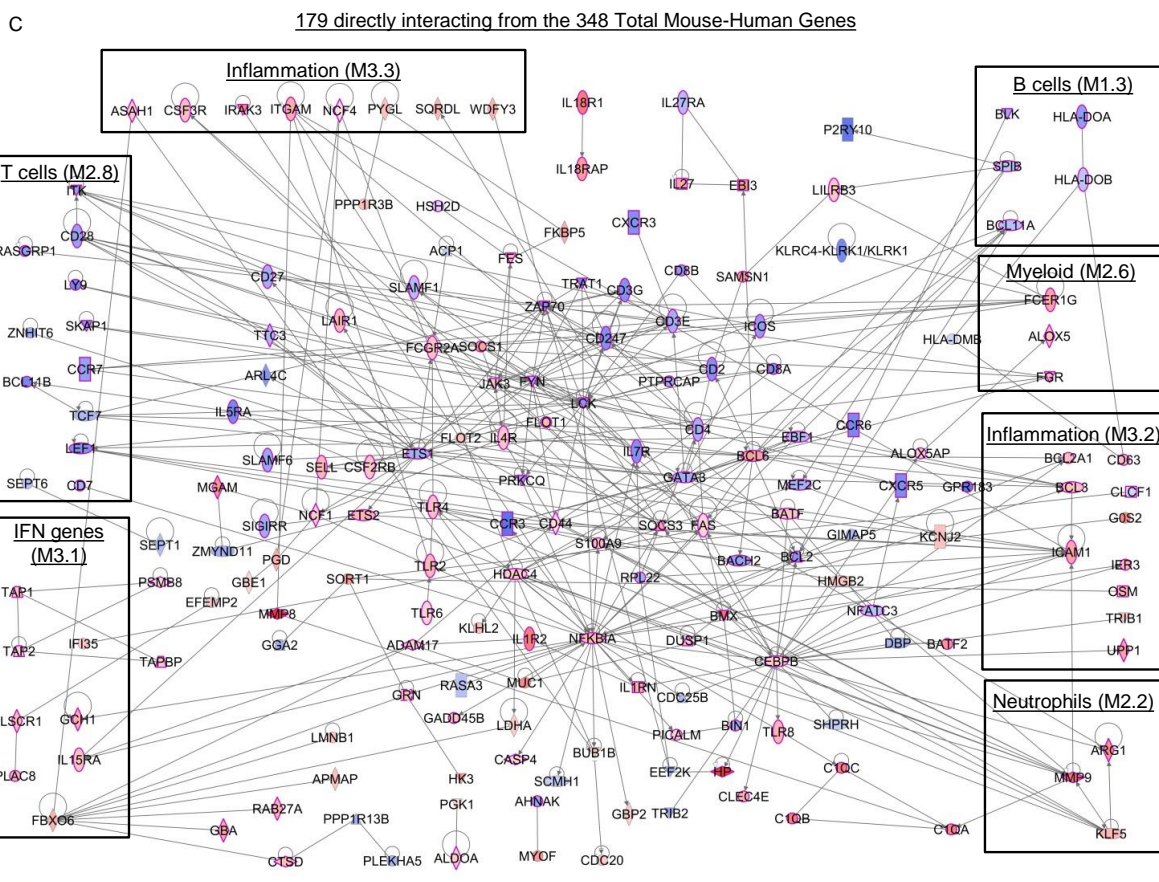 C
179 directly interacting from the 348 Total Mouse-Human Genes
Inflammation (M3.3)
ASAH1 CSF3R IRAK3 ITGAM NCF4 PYGL SQRDL WDFY3
B cells (M1.3)
BLK HLA-DOA
SPIB
HLA-DOB
BCL11A
T cells (M2.8)
ITK
CD28
RASGRP1
LY9
ZNHIT6 SKAP1
CCR7
BCL11B
TCF7
LEF1
SEPT6 CD7
Myeloid (M2.6)
FCER1G
ALOX5
FGR
Inflammation (M3.2)
BCL2A1 CD63
BCL3 CLCF1
G0S2
ICAM1
IER3
OSM
TRIB1
UPP1
IFN genes
(M3.1)
TAP1
IFI35
TAP2
LSCR1 GCH1
IL15RA
PLAC8
FBXO6
Neutrophils (M2.2)
ARG1
MMP9
KLF5
IL18R1 IL27RA
P2RY10
IL18RAP
IL27 EBI3 LILRB3
PPP1R3B HSH2D
FKBP5 CXCR3
ACP1 FES KLRC4-KLRK1/KLRK1
CD27 SLAMF1 TRAT1 CD3G CD8B SAMSN1
ZAP70
LAIR1 CD3E ICOS
TTC3 CD247 HLA-DMB
FCGR2A SOCS1
ARL4C JAK3 FYN PTPRCAP CD2 CD8A
LCK
IL5RA FLOT1 CD4 CCR6
FLOT2 IL4R EBF1
SLAMF6 SELL CSF2RB ETS1 IL7R BCL6 ALOX5AP
MGAM PRKCQ GATA3 MEF2C CXCR5 GPR183
NCF1 ETS2 TLR4
SIGIRR CCR3 CD44 SOCS3 FAS BATF
SEPT1 ZMYND11 S100A9 GIMAP5 KCNJ2
PGD TLR2 HDAC4 BACH2 BCL2
PSMB8 GBE1 SORT1 RPL22 HMGB2
EFEMP2 MMP8 TLR6 BMX NFATC3
KLHL2 IL1R2 NFKBIA DUSP1 DBP BATF2
GGA2 ADAM17
TAPBP CEBPB
GRN RASA3 MUC1 IL1RN CDC25B
GADD45B LDHA PICALM BIN1 TLR8 SHPRH
LMNB1
CASP4 BUB1B
APMAP HK3 SCMH1 EEF2K HP C1QC
RAB27A PGK1 AHNAK CLEC4E
GBA PPP1R13B GBP2 TRIB2 C1QB C1QA
CTSD PLEKHA5 ALDOA MYOF CDC20